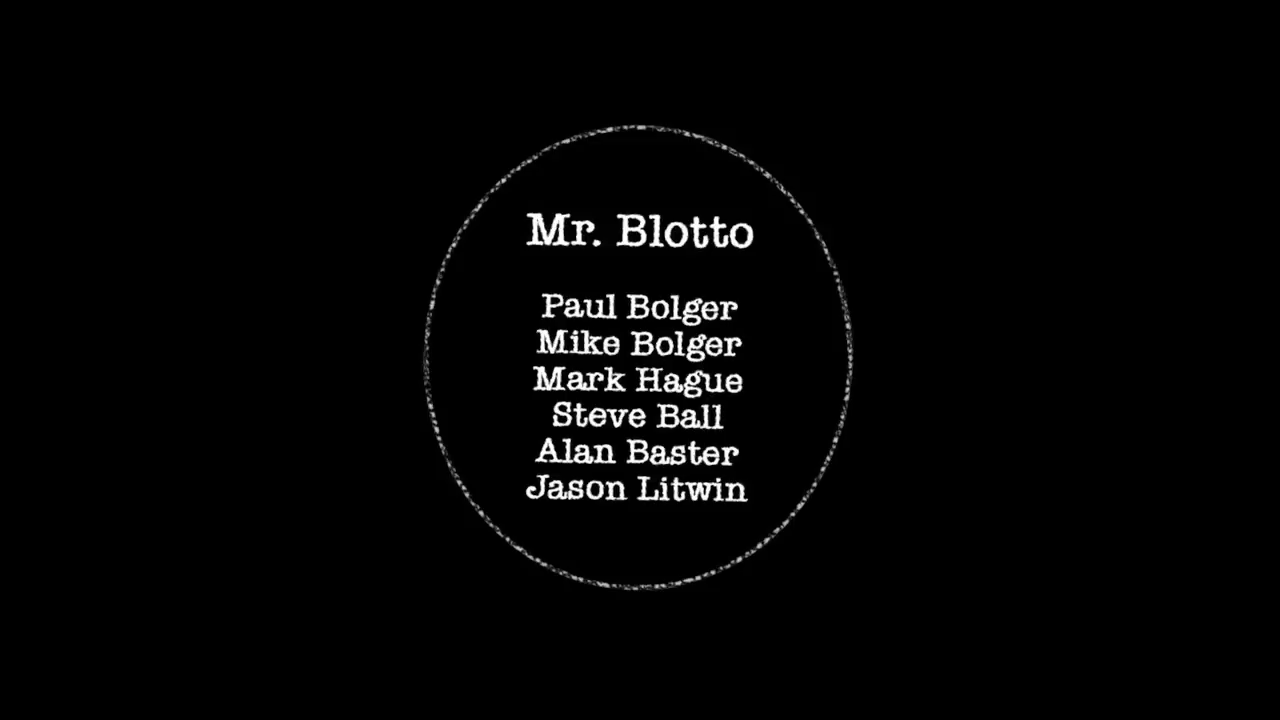 Mr. Blotto
Paul Bolger
Mike Bolger
Mark Hague
Steve Ball
Alan Baster
Jason Litwin